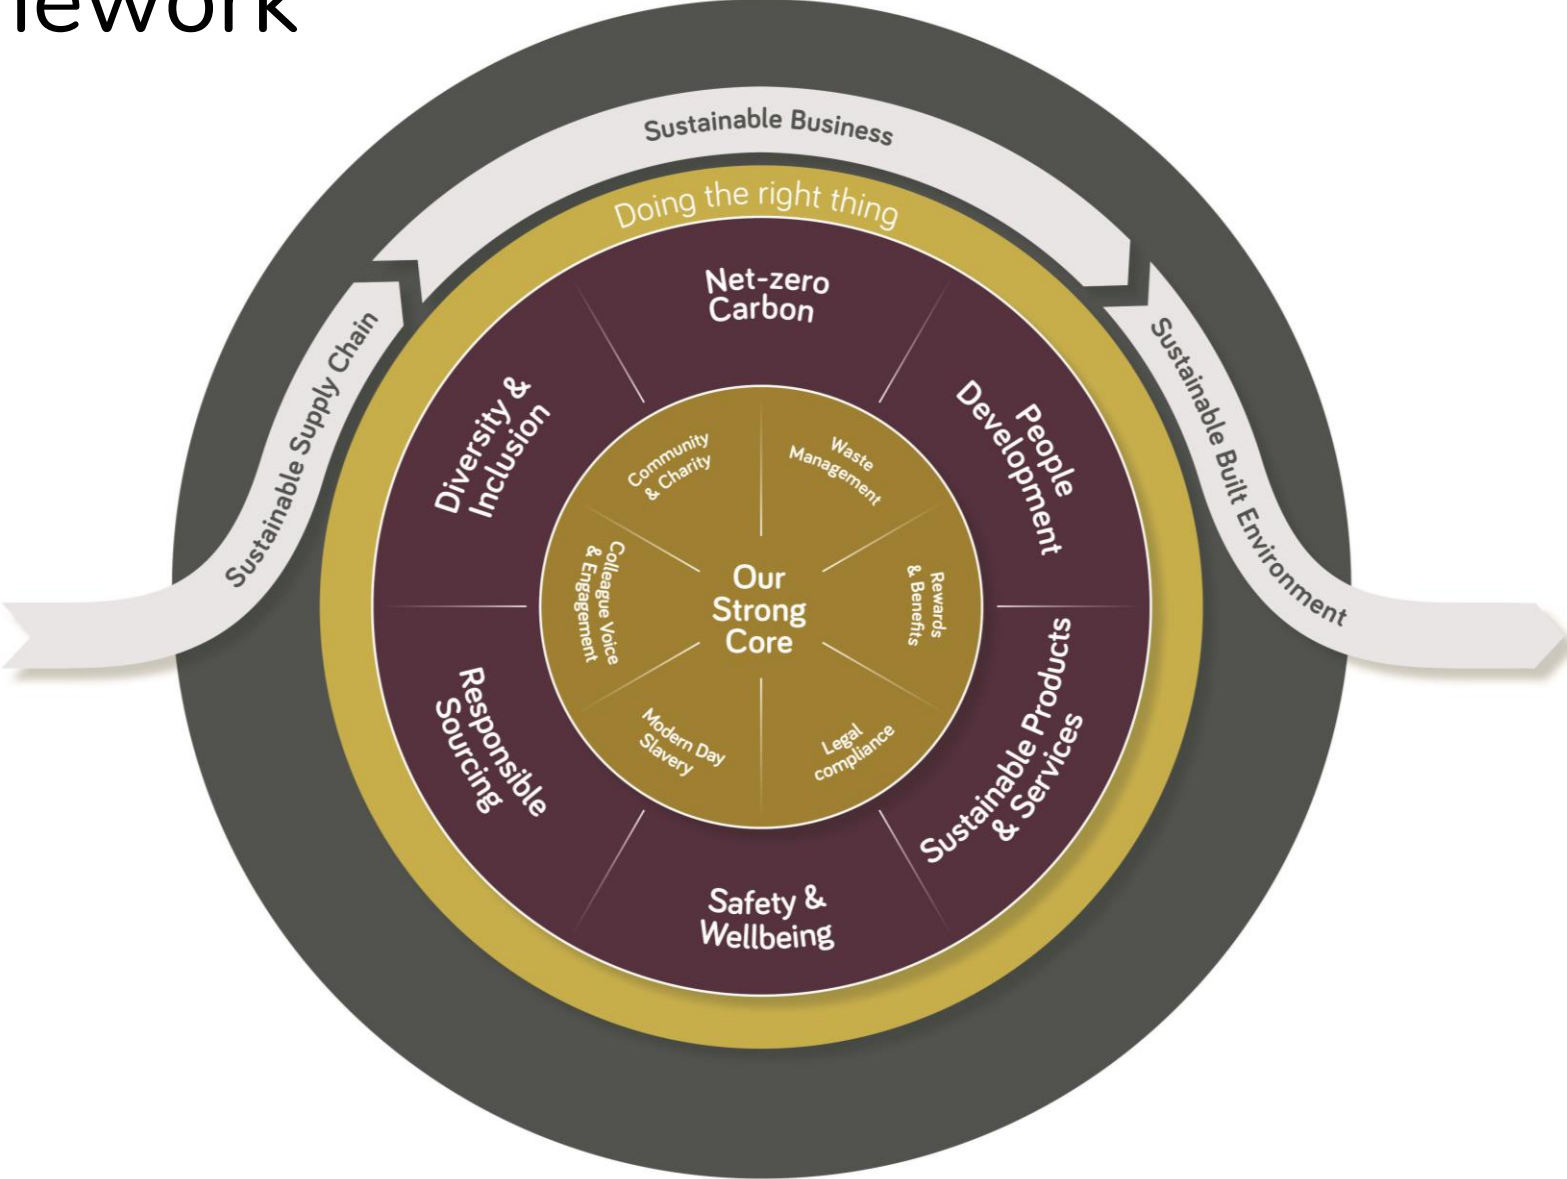 Sustainable Business
Doing the right thing
Sustainable Supply Chain
Sustainable Built Environment
Net-zero
Carbon
People
Development
Sustainable Products
& Services
Safety &
Wellbeing
Responsible
Sourcing
Diversity &
Inclusion
Community
& Charity
Waste
Management
Rewards
& Benefits
Legal
compliance
Modern Day
Slavery
Colleague Voice
& Engagement
Our
Strong
Core